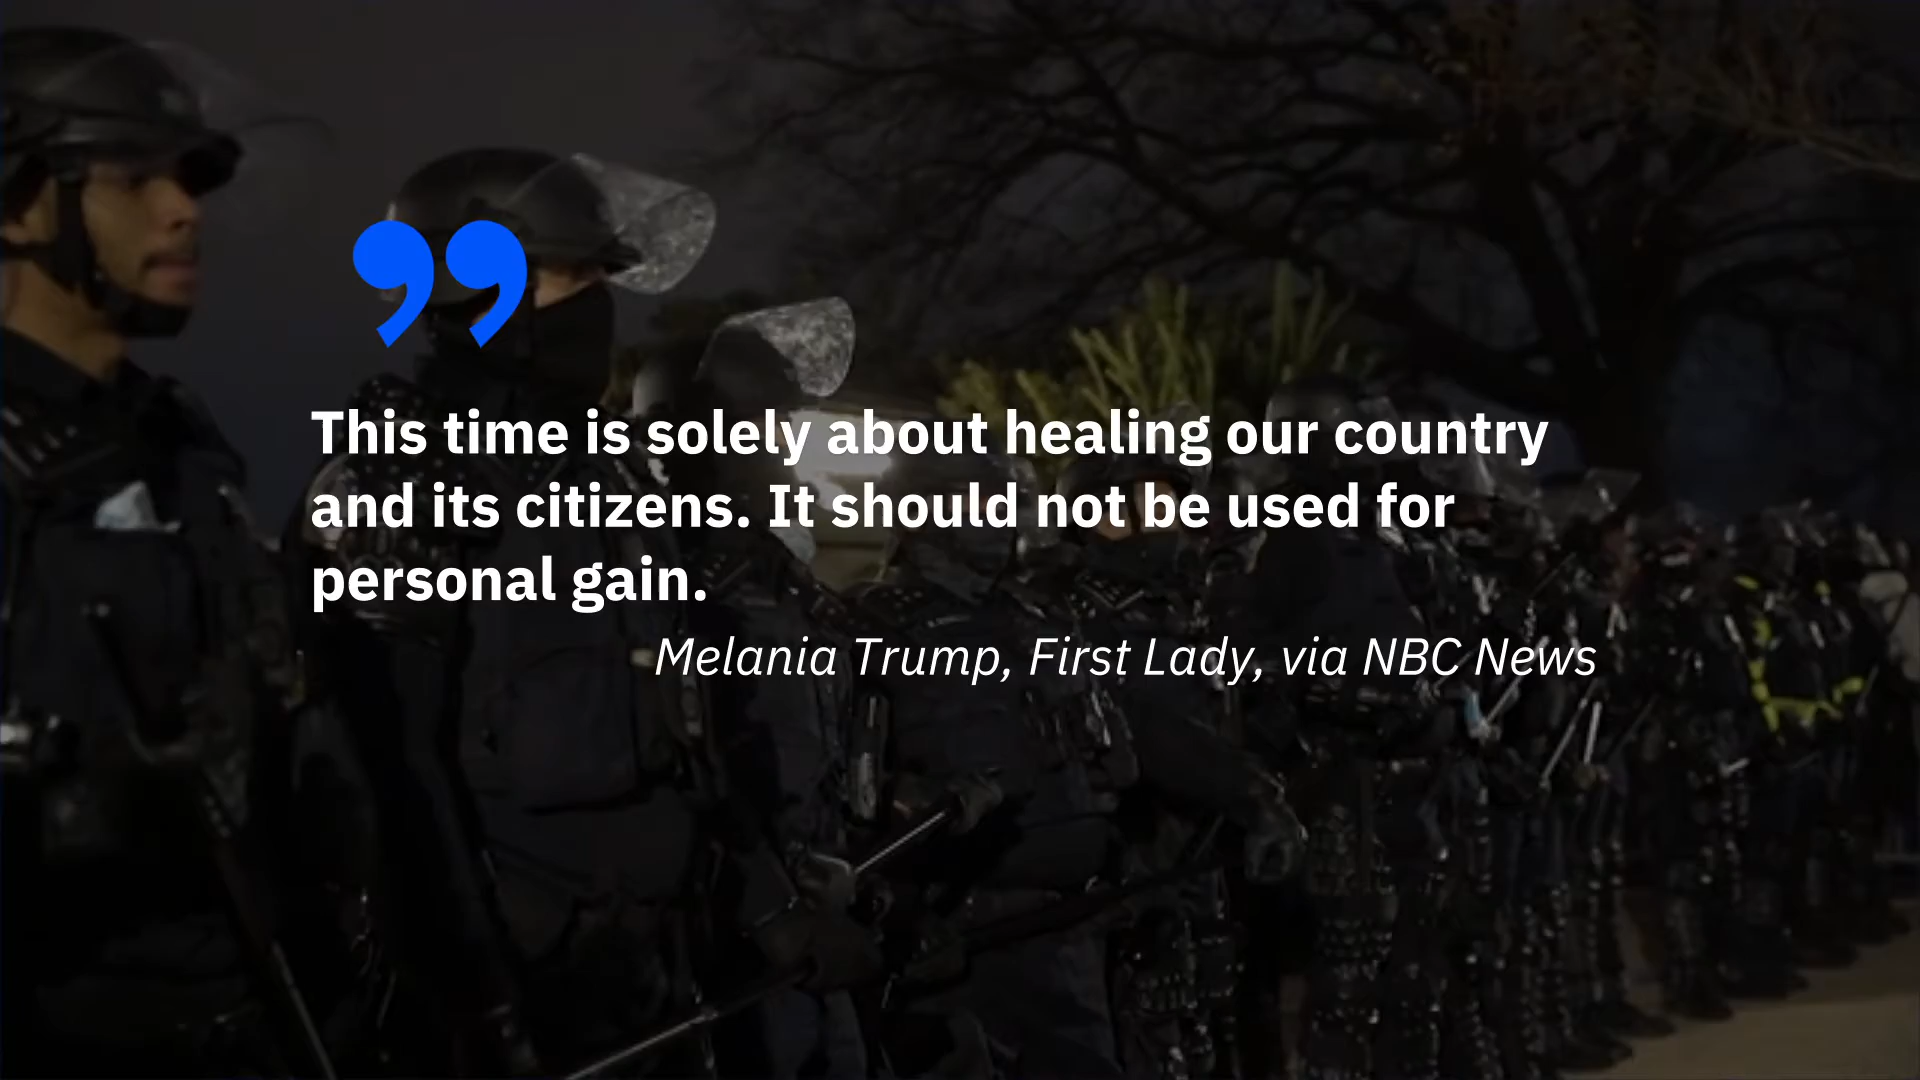 ”
This time is solely about healing our country
and its citizens. It should not be used for
personal gain.
Melania Trump, First Lady, via NBC News